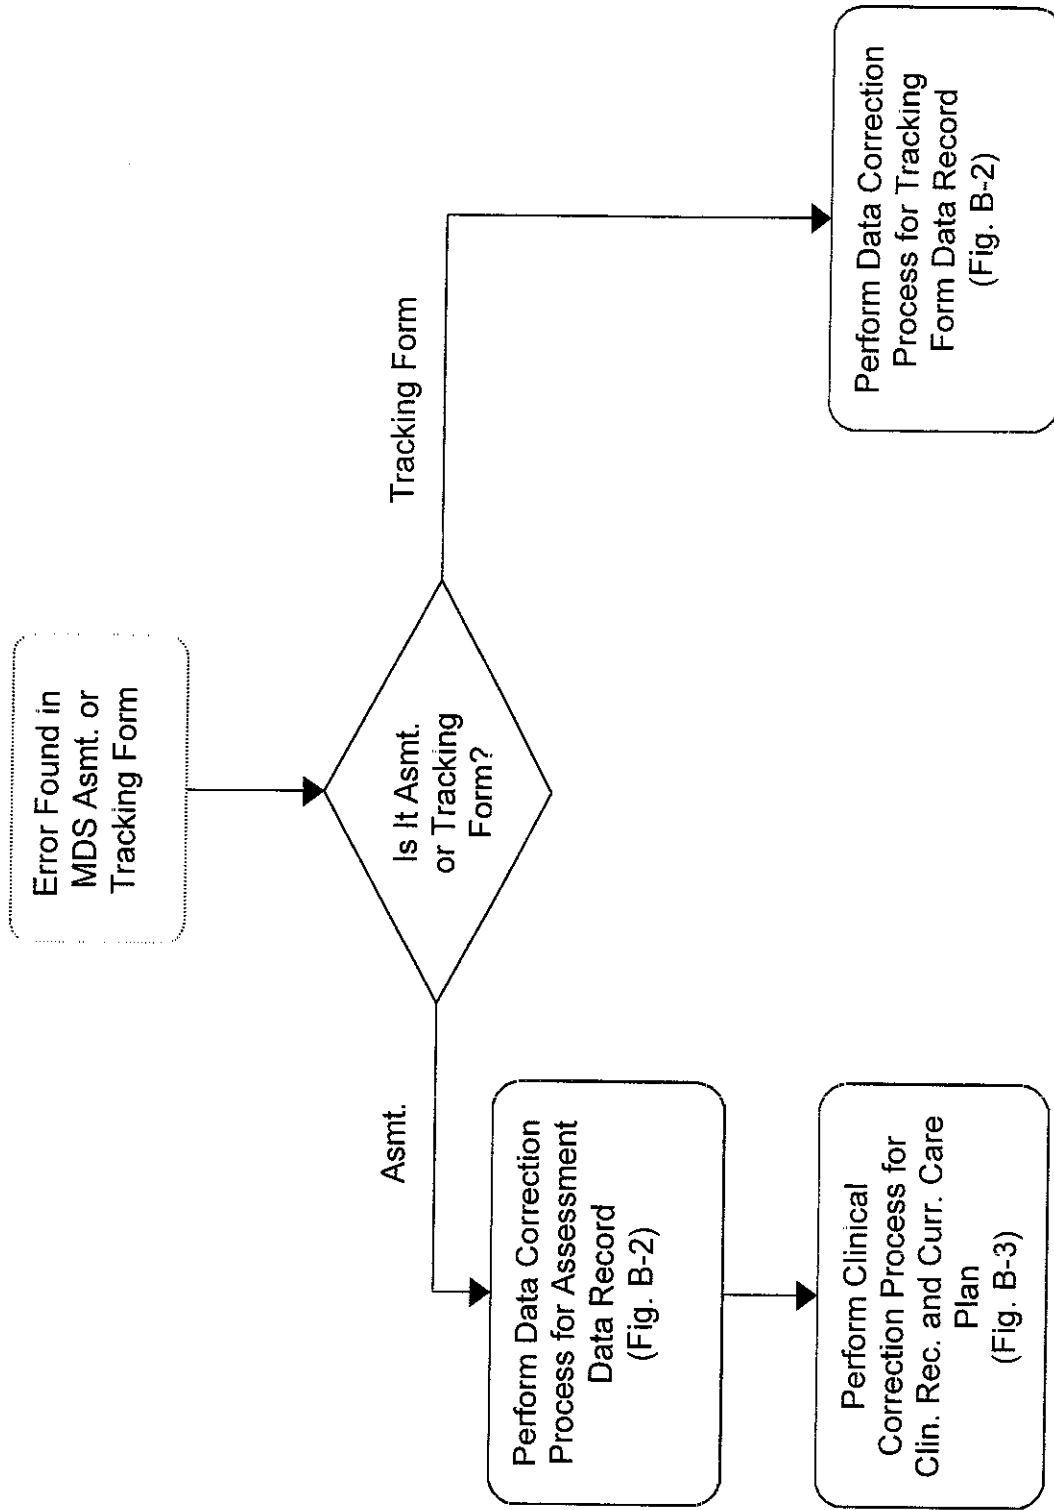 Error Found in
MDS Asmt. or
Tracking Form
Is It Asmt.
or Tracking
Form?
Asmt.
Tracking Form
Perform Data Correction
Process for Assessment
Data Record
(Fig. B-2)
Perform Clinical
Correction Process for
Clin. Rec. and Curr. Care
Plan
(Fig. B-3)
Perform Data Correction
Process for Tracking
Form Data Record
(Fig. B-2)